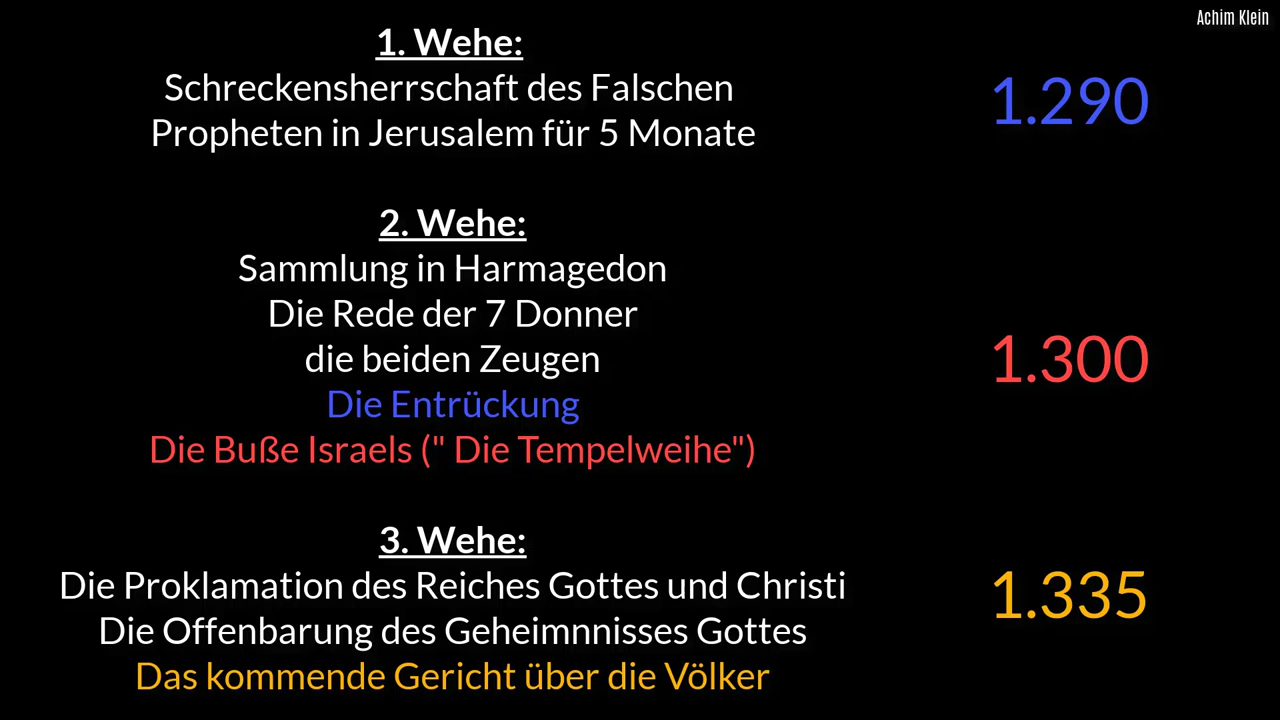 Achim Klein
1. Wehe:
Schreckensherrschaft des Falschen
Propheten in Jerusalem für 5 Monate
1.290
2. Wehe:
Sammlung in Harmagedon
Die Rede der 7 Donner
die beiden Zeugen
Die Entrückung
Die Buße Israels (" Die Tempelweihe")
1.300
3. Wehe:
Die Proklamation des Reiches Gottes und Christi
Die Offenbarung des Geheimnnisses Gottes
Das kommende Gericht über die Völker
1.335